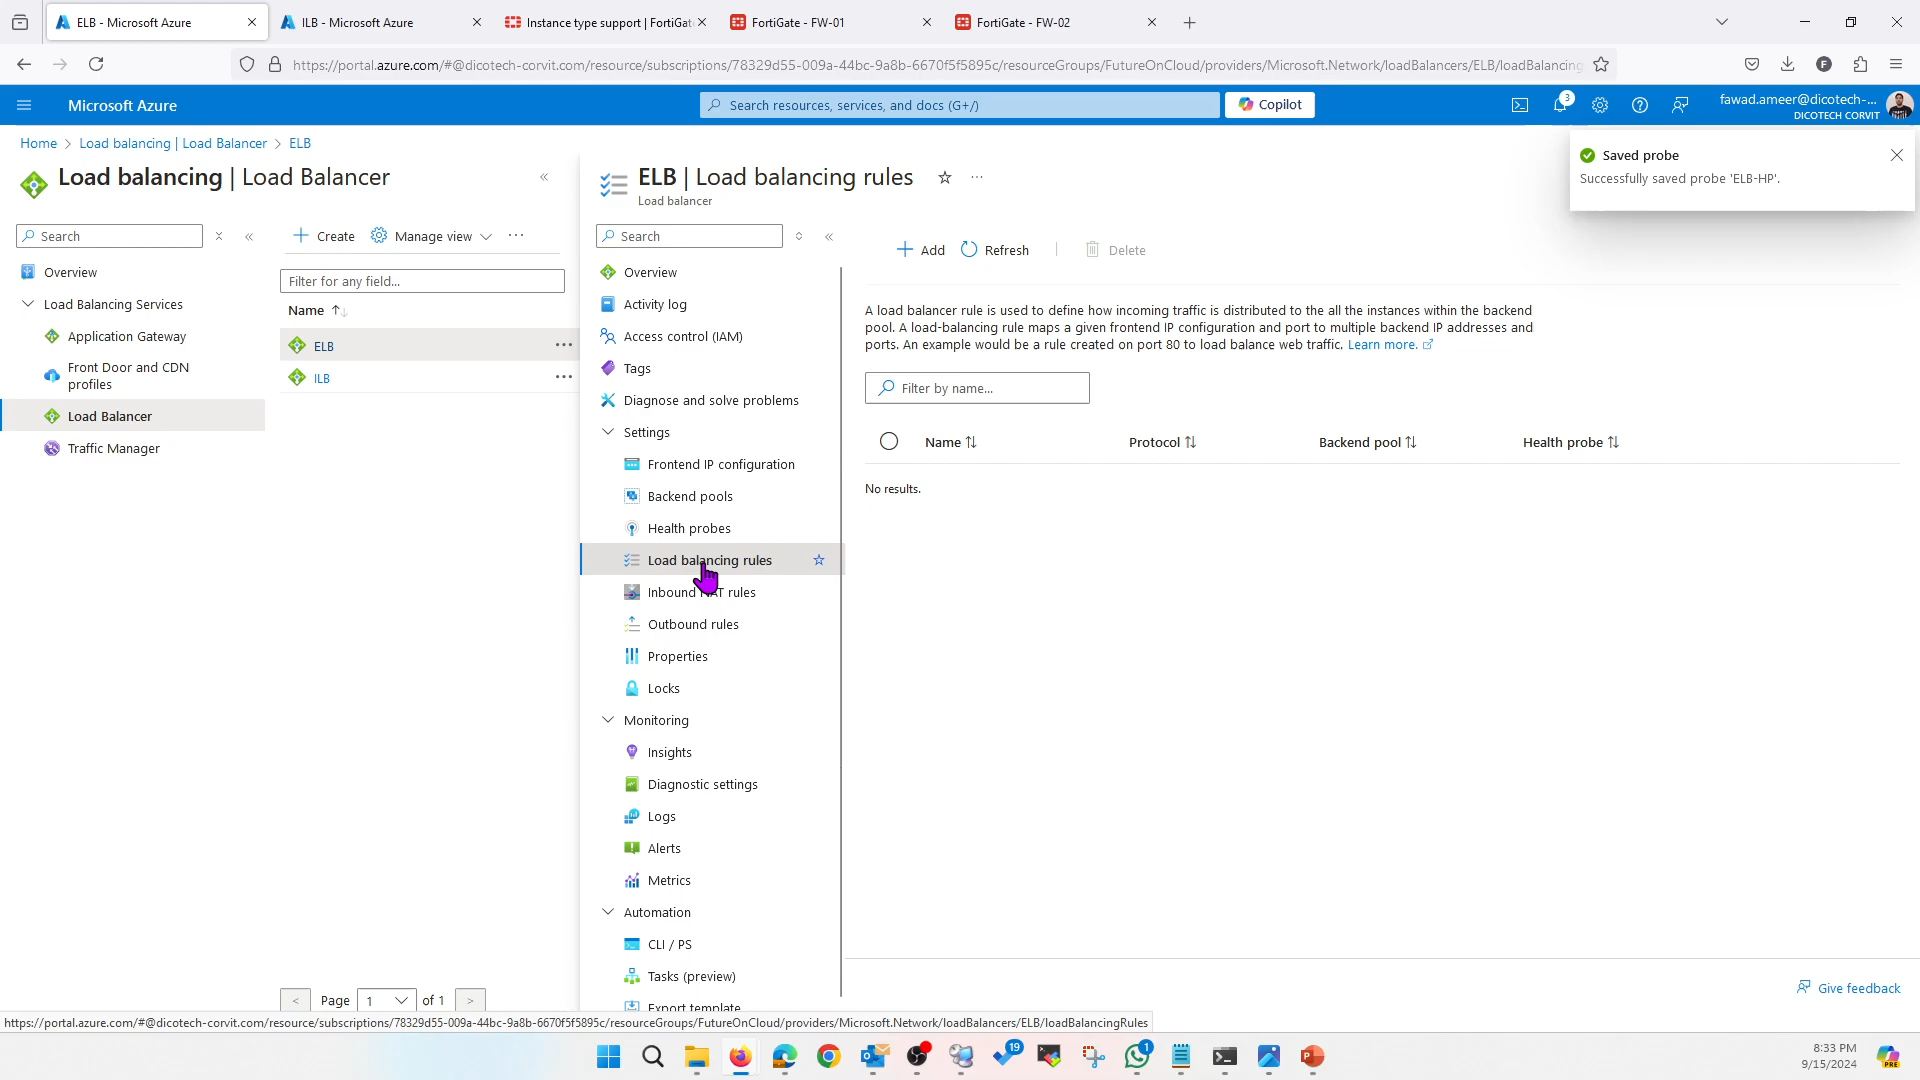 ELB - Microsoft Azure
ILB - Microsoft Azure
Instance type support | FortiGat
FortiGate - FW-01
FortiGate - FW-02
https://portal.azure.com/#@dicotech-corvit.com/resource/subscriptions/78329d55-009a-44bc-9a8b-6670f5f5895c/resourceGroups/FutureOnCloud/providers/Microsoft.Network/loadBalancers/ELB/loadBalancing
Microsoft Azure
Search resources, services, and docs (G+/)
Copilot
3
fawad.ameer@dicotech-...
DICOTECH CORVIT
Home > Load balancing | Load Balancer > ELB
Saved probe
Successfully saved probe 'ELB-HP'.
Load balancing | Load Balancer
Search
Overview
Load Balancing Services
Application Gateway
Front Door and CDN
profiles
Load Balancer
Traffic Manager
Create
Manage view
Filter for any field...
Name
ELB
ILB
Page 1 of 1
ELB | Load balancing rules
Load balancer
Search
Overview
Activity log
Access control (IAM)
Tags
Diagnose and solve problems
Settings
Frontend IP configuration
Backend pools
Health probes
Load balancing rules
Inbound NAT rules
Outbound rules
Properties
Locks
Monitoring
Insights
Diagnostic settings
Logs
Alerts
Metrics
Automation
CLI / PS
Tasks (preview)
Export template
Add
Refresh
Delete
A load balancer rule is used to define how incoming traffic is distributed to the all the instances within the backend
pool. A load-balancing rule maps a given frontend IP configuration and port to multiple backend IP addresses and
ports. An example would be a rule created on port 80 to load balance web traffic. Learn more.
Filter by name...
Name
Protocol
Backend pool
Health probe
No results.
Give feedback
https://portal.azure.com/#@dicotech-corvit.com/resource/subscriptions/78329d55-009a-44bc-9a8b-6670f5f5895c/resourceGroups/FutureOnCloud/providers/Microsoft.Network/loadBalancers/ELB/loadBalancingRules
19
1
8:33 PM
9/15/2024
PRE